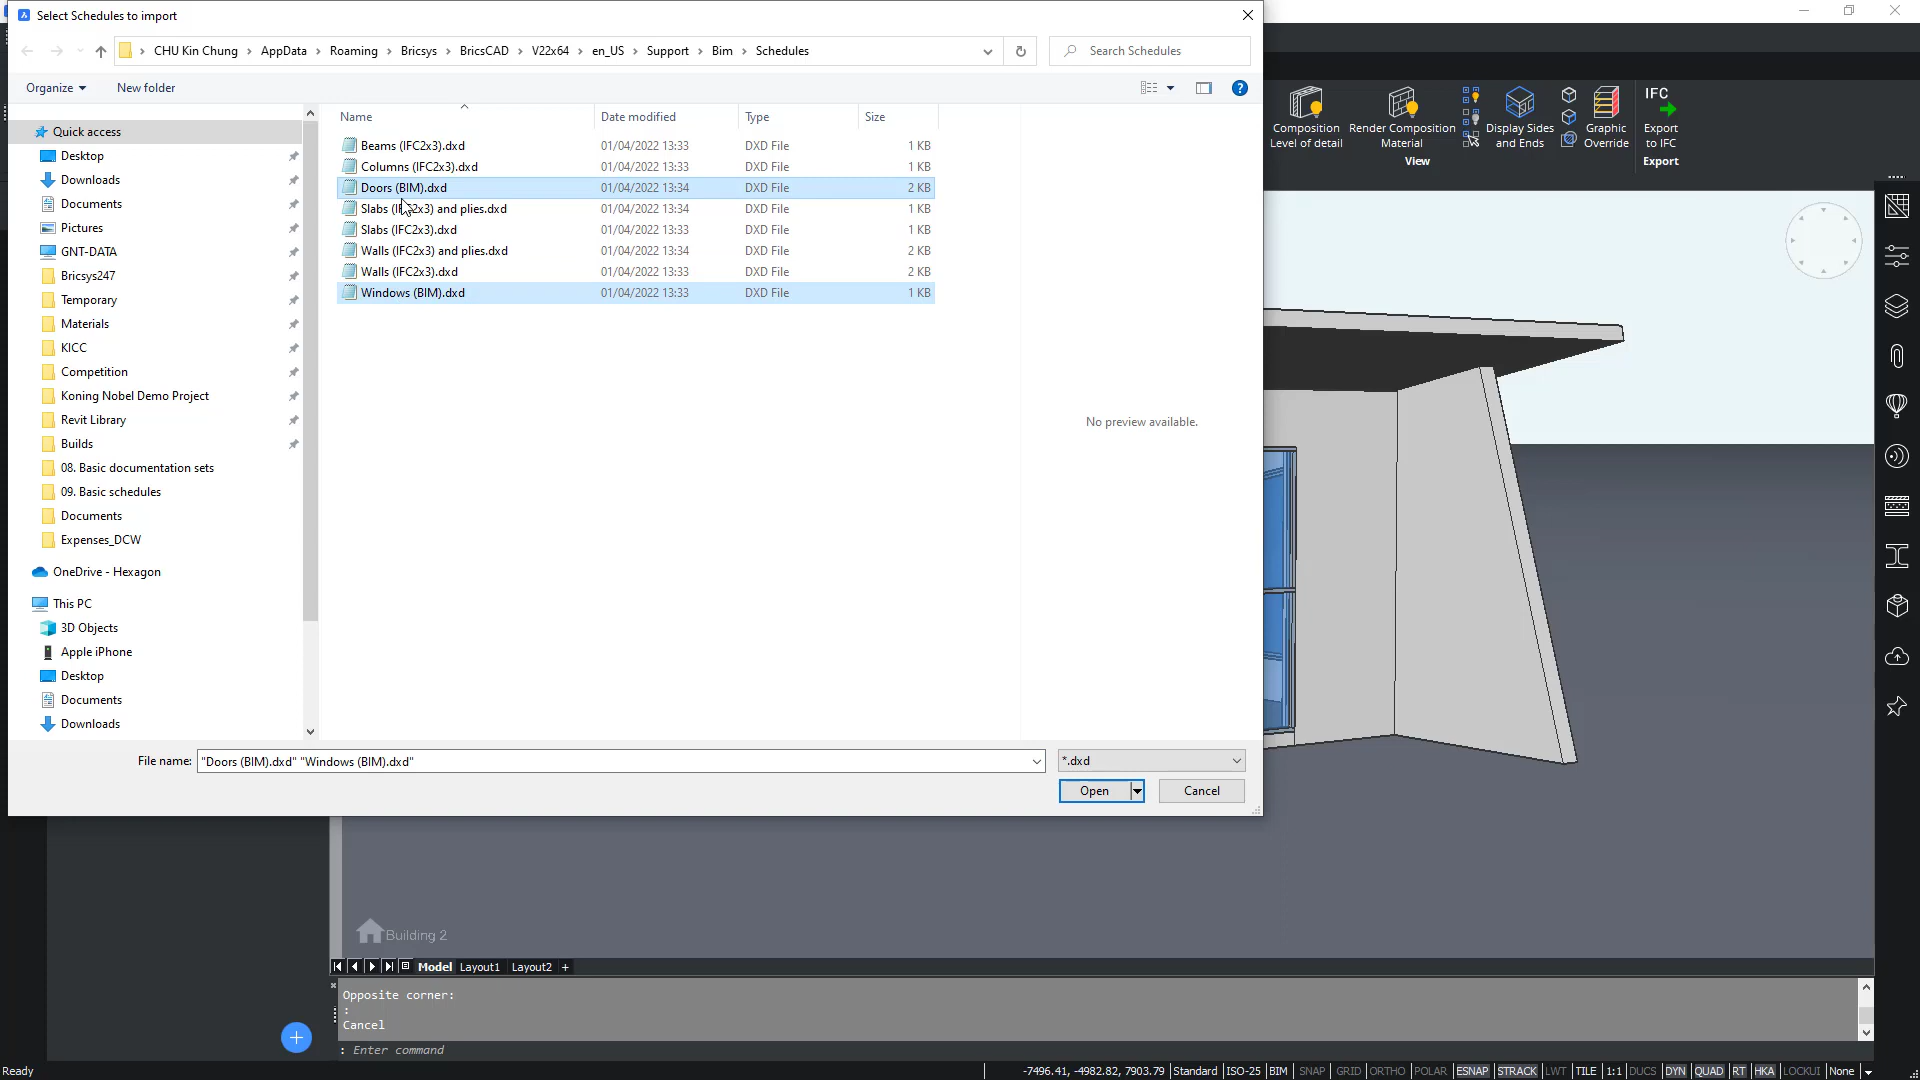 Select Schedules to import
CHU Kin Chung > AppData > Roaming > Bricsys > BricsCAD > V22x64 > en_US > Support > Bim > Schedules
Search Schedules
Organize
New folder
Name
Date modified
Type
Size
Quick access
Desktop
Downloads
Documents
Pictures
GNT-DATA
Bricsys247
Temporary
Materials
KICC
Competition
Koning Nobel Demo Project
Revit Library
Builds
08. Basic documentation sets
09. Basic schedules
Documents
Expenses_DCW
OneDrive - Hexagon
This PC
3D Objects
Apple iPhone
Desktop
Documents
Downloads
Beams (IFC2x3).dxd 01/04/2022 13:33 DXD File 1 KB
Columns (IFC2x3).dxd 01/04/2022 13:33 DXD File 1 KB
Doors (BIM).dxd 01/04/2022 13:34 DXD File 2 KB
Slabs (IFC2x3) and plies.dxd 01/04/2022 13:34 DXD File 1 KB
Slabs (IFC2x3).dxd 01/04/2022 13:33 DXD File 1 KB
Walls (IFC2x3) and plies.dxd 01/04/2022 13:34 DXD File 2 KB
Walls (IFC2x3).dxd 01/04/2022 13:33 DXD File 2 KB
Windows (BIM).dxd 01/04/2022 13:33 DXD File 1 KB
No preview available.
File name: "Doors (BIM).dxd" "Windows (BIM).dxd"
*.dxd
Open
Cancel
Composition
Level of detail
Render Composition
Material
Display Sides
and Ends
Graphic
Override
View
IFC
Export
to IFC
Export
Building 2
Model Layout1 Layout2 +
Opposite corner:
:
Cancel
: Enter command
Ready
-7496.41, -4982.82, 7903.79 Standard ISO-25 BIM SNAP GRID ORTHO POLAR ESNAP STRACK LWT TILE 1:1 DUCS DYN QUAD RT HKA LOCKUI None